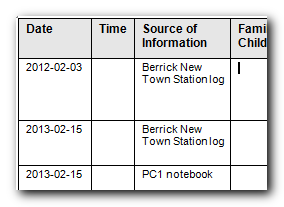 Date Time Source of Information Famil Child
2012-02-03 Berrick New Town Station log
2013-02-15 Berrick New Town Station log
2013-02-15 PC1 notebook